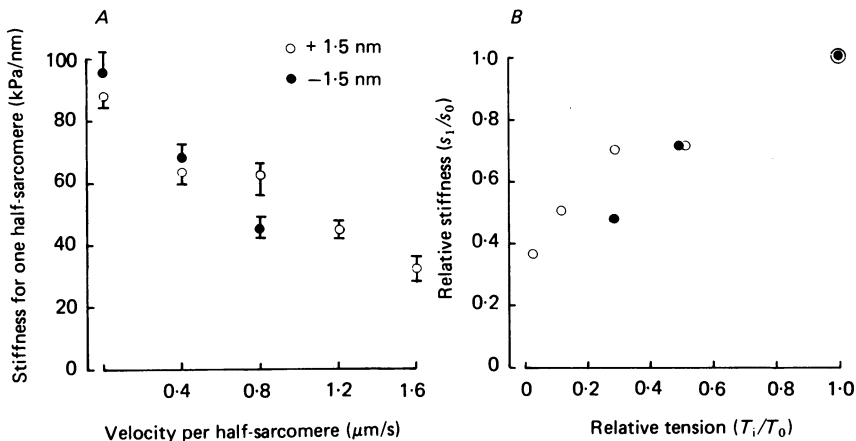 A
B
○ + 1·5 nm
● −1·5 nm
Stiffness for one half-sarcomere (kPa/nm)
100
80
60
40
20
0
0·4
0·8
1·2
1·6
Velocity per half-sarcomere (μm/s)
Relative stiffness (s₁/s₀)
1·0
0·8
0·6
0·4
0·2
0
0
0·2
0·4
0·6
0·8
1·0
Relative tension (Tᵢ/T₀)